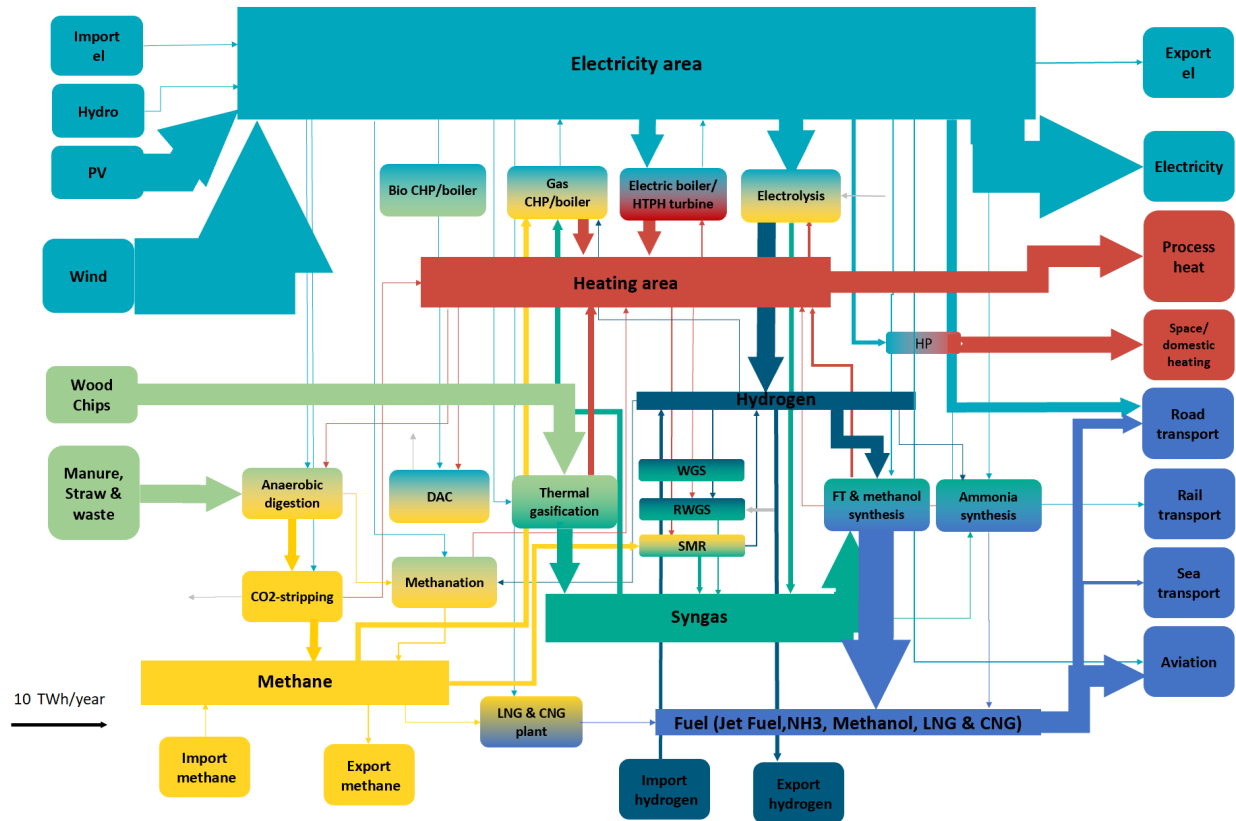 Import
el
Electricity area
Export
el
Hydro
PV
Electricity
Bio CHP/boiler
Gas
CHP/boiler
Electric boiler/
HTPH turbine
Electrolysis
Wind
Heating area
Process
heat
HP
Space/
domestic
heating
Wood
Chips
Hydrogen
Road
transport
Manure,
Straw &
waste
Anaerobic
digestion
DAC
Thermal
gasification
WGS
RWGS
SMR
FT & methanol
synthesis
Ammonia
synthesis
Rail
transport
CO2-stripping
Methanation
Syngas
Sea
transport
Methane
Aviation
10 TWh/year
LNG & CNG
plant
Fuel (Jet Fuel,NH3, Methanol, LNG & CNG)
Import
methane
Export
methane
Import
hydrogen
Export
hydrogen